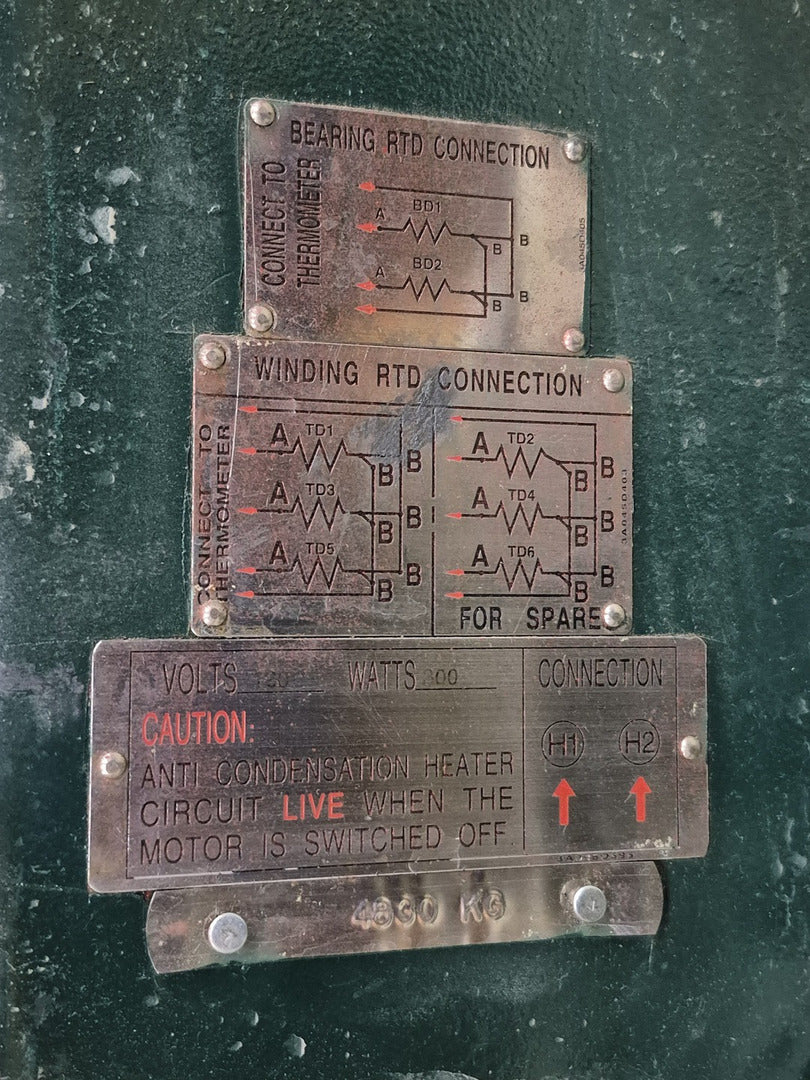 BEARING RTD CONNECTION
CONNECT TO
THERMOMETER
BD1
A
B
B
BD2
A
B
B
WINDING RTD CONNECTION
CONNECT TO
THERMOMETER
A TD1 B B
A TD3 B B
A TD5 B B
A TD2 B B
A TD4 B B
A TD6 B B
FOR SPARE
3A045D403
VOLTS WATTS 300
CAUTION:
ANTI CONDENSATION HEATER
CIRCUIT LIVE WHEN THE
MOTOR IS SWITCHED OFF.
CONNECTION
H1 H2
4830 KG